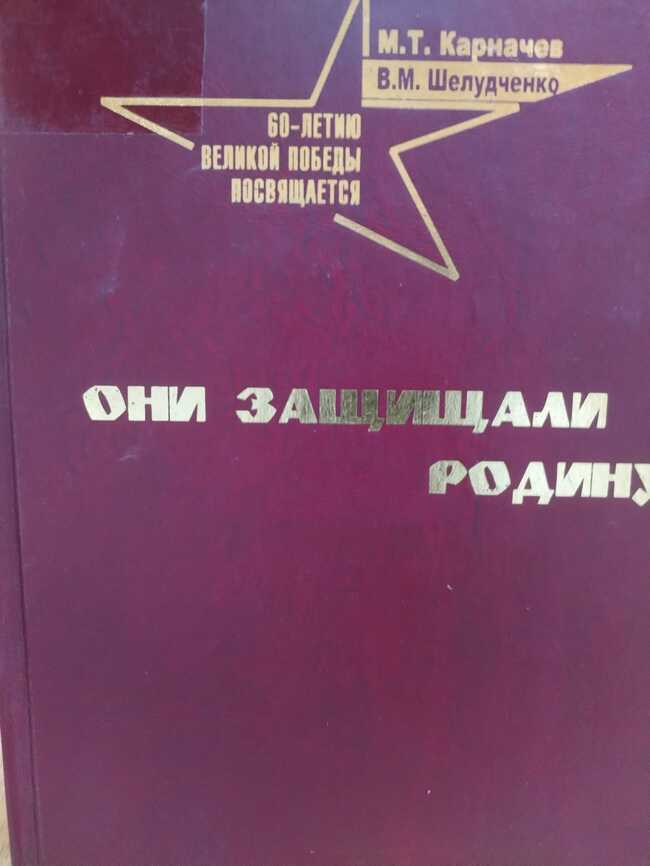 М.Т. Карначев
В.М. Шелудченко
60-ЛЕТИЮ
ВЕЛИКОЙ ПОБЕДЫ
ПОСВЯЩАЕТСЯ
ОНИ ЗАЩИЩАЛИ
РОДИНУ